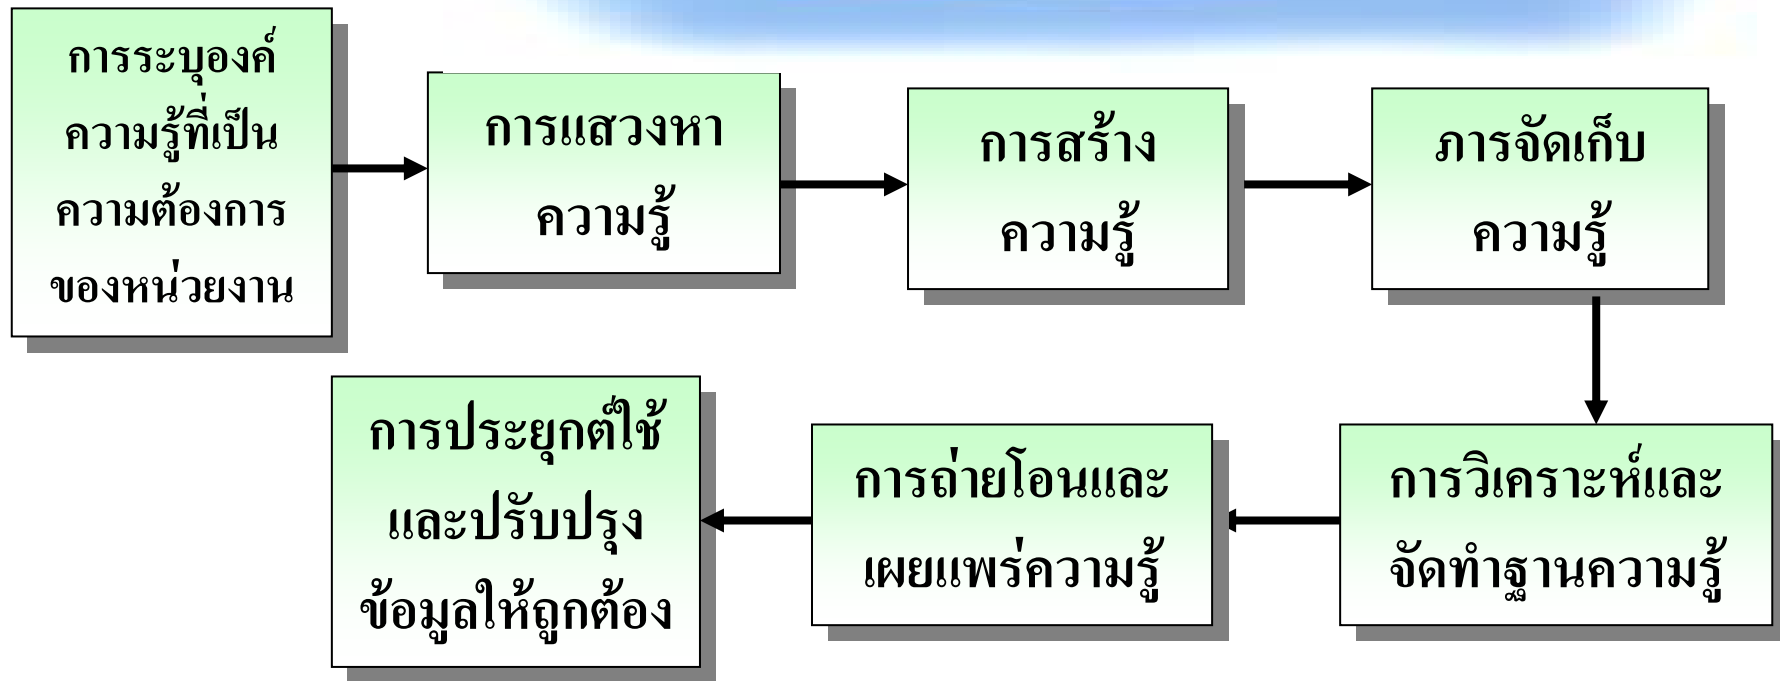 การระบุองค์
ความรู้ที่เป็น
ความต้องการ
ของหน่วยงาน
การแสวงหา
ความรู้
การสร้าง
ความรู้
ภารจัดเก็บ
ความรู้
การวิเคราะห์และ
จัดทำฐานความรู้
การถ่ายโอนและ
เผยแพร่ความรู้
การประยุกต์ใช้
และปรับปรุง
ข้อมูลให้ถูกต้อง